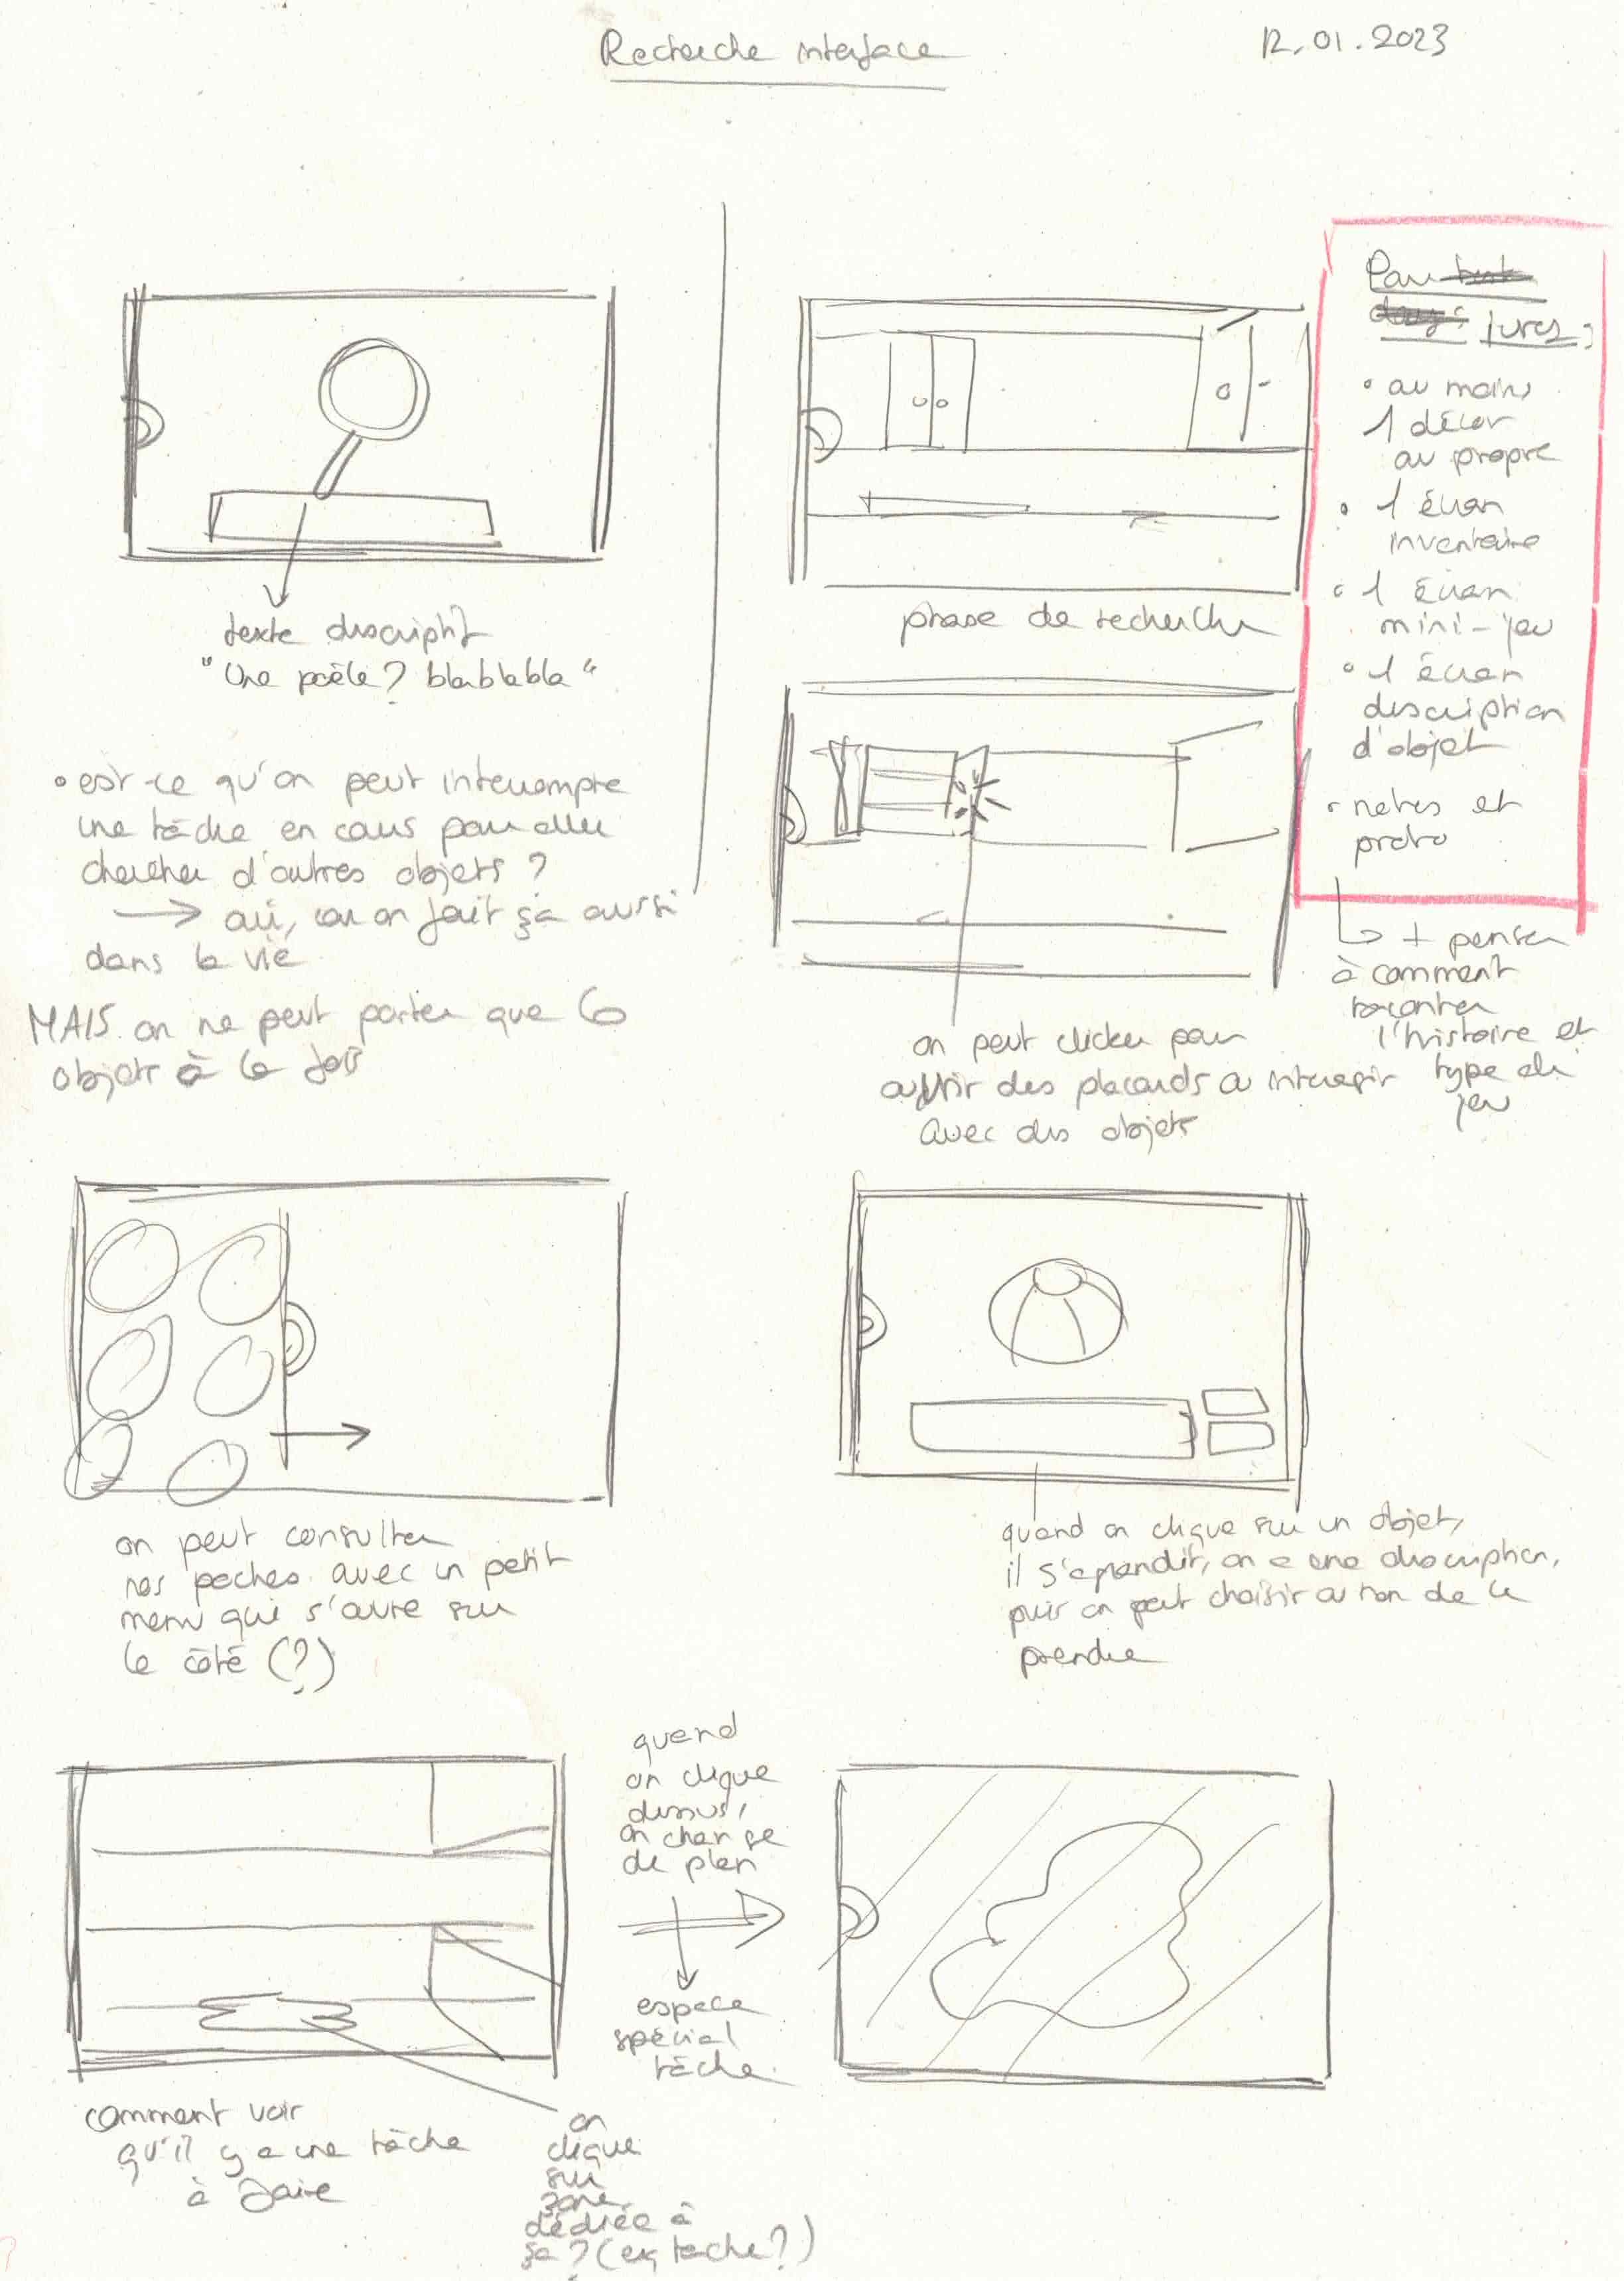 Recherche interface
12.01.2023
texte descriptif
"Une poêle? blablabla"
• est-ce qu'on peut interrompre
une tâche en cours pour aller
chercher d'autres objets ?
→ oui, car on fait ça aussi
dans la vie
MAIS on ne peut porter que 6
objets à la fois
phase de recherche
on peut clicker pour
ouvrir des placards ou interagir
avec des objets
Pour
jures :
• au moins
1 décor
au propre
• 1 écran
inventaire
• 1 écran
mini-jeu
• 1 écran
description
d'objet
• notes et
proto
↳ + penser
à comment
raconter
l'histoire et
type de
jeu
on peut consulter
nos poches avec un petit
menu qui s'ouvre sur
le côté (?)
quand on clique sur un objet,
il s'aggrandit, on a une description,
puis on peut choisir ou non de le
prendre
quand
on clique
dessus,
on change
de plan
espace
spécial
tâche
comment voir
qu'il y a une tâche
à faire
on
clique
sur
zone
dédiée à
ça ? (ex tache ?)